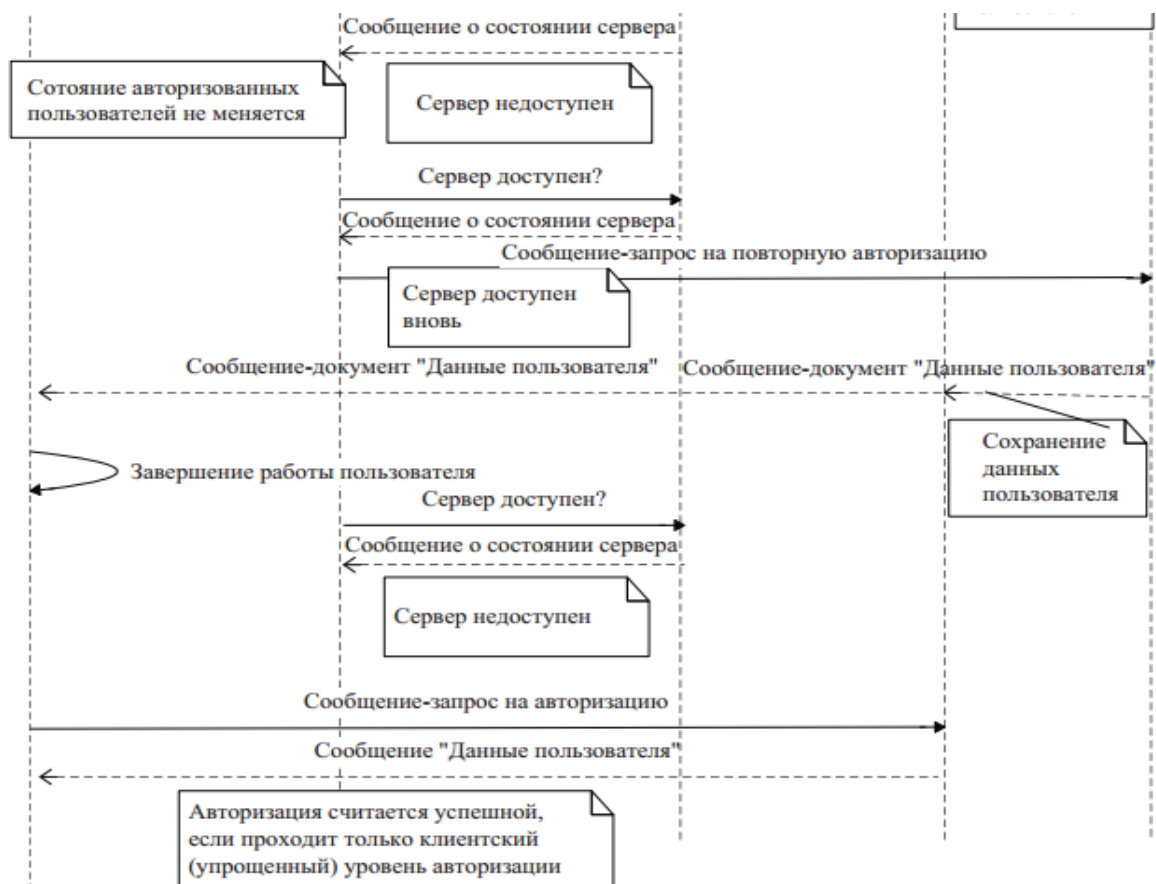 Сообщение о состоянии сервера
Сотояние авторизованных
пользователей не меняется
Сервер недоступен
Сервер доступен?
Сообщение о состоянии сервера
Сообщение-запрос на повторную авторизацию
Сервер доступен
вновь
Сообщение-документ "Данные пользователя"
Сообщение-документ "Данные пользователя"
Сохранение
данных
пользователя
Завершение работы пользователя
Сервер доступен?
Сообщение о состоянии сервера
Сервер недоступен
Сообщение-запрос на авторизацию
Сообщение "Данные пользователя"
Авторизация считается успешной,
если проходит только клиентский
(упрощенный) уровень авторизации